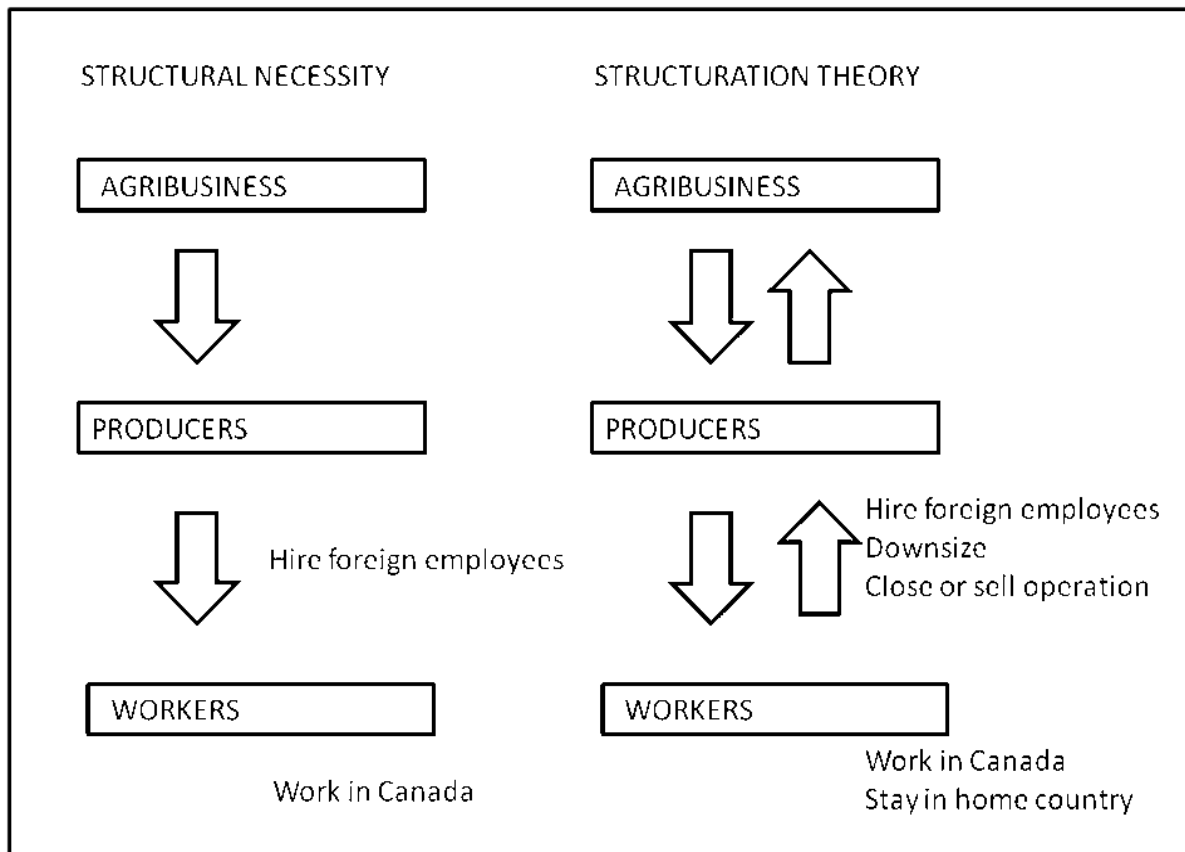 STRUCTURAL NECESSITY
AGRIBUSINESS
PRODUCERS
Hire foreign employees
WORKERS
Work in Canada
STRUCTURATION THEORY
AGRIBUSINESS
PRODUCERS
Hire foreign employees
Downsize
Close or sell operation
WORKERS
Work in Canada
Stay in home country